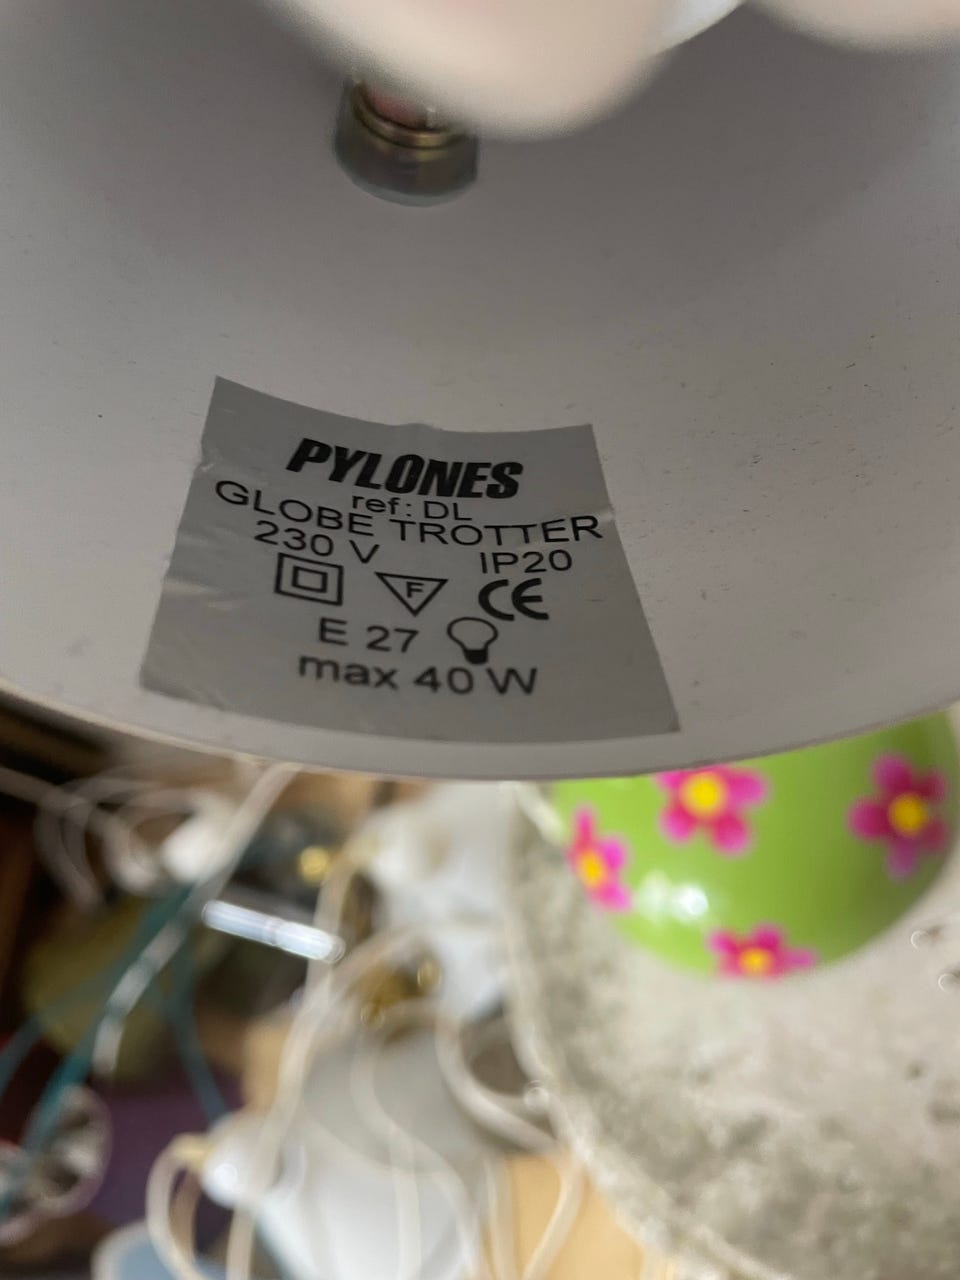 PYLONES
ref: DL
GLOBE TROTTER
230 V IP20
F CE
E 27
max 40 W